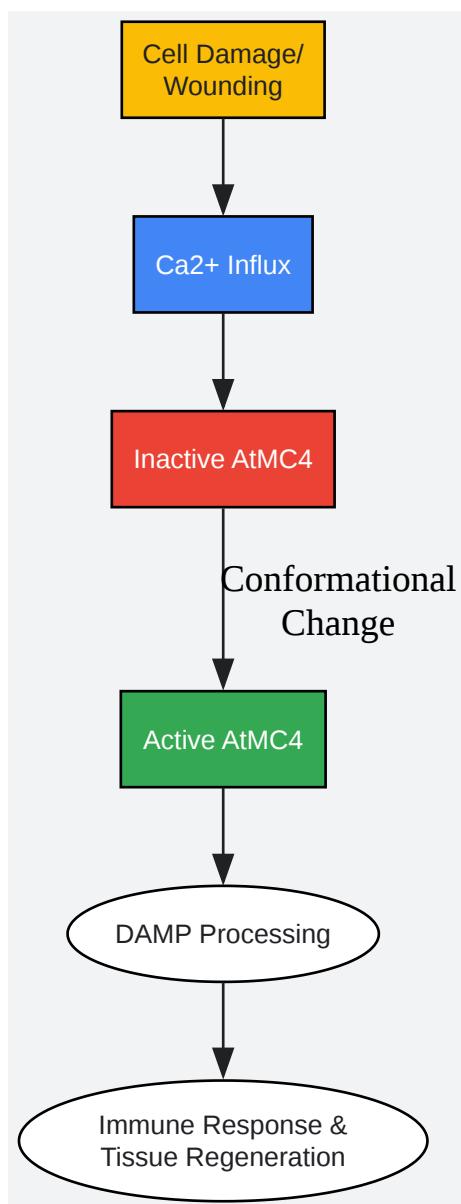 Cell Damage/
Wounding
Ca2+ Influx
Inactive AtMC4
Conformational
Change
Active AtMC4
DAMP Processing
Immune Response &
Tissue Regeneration